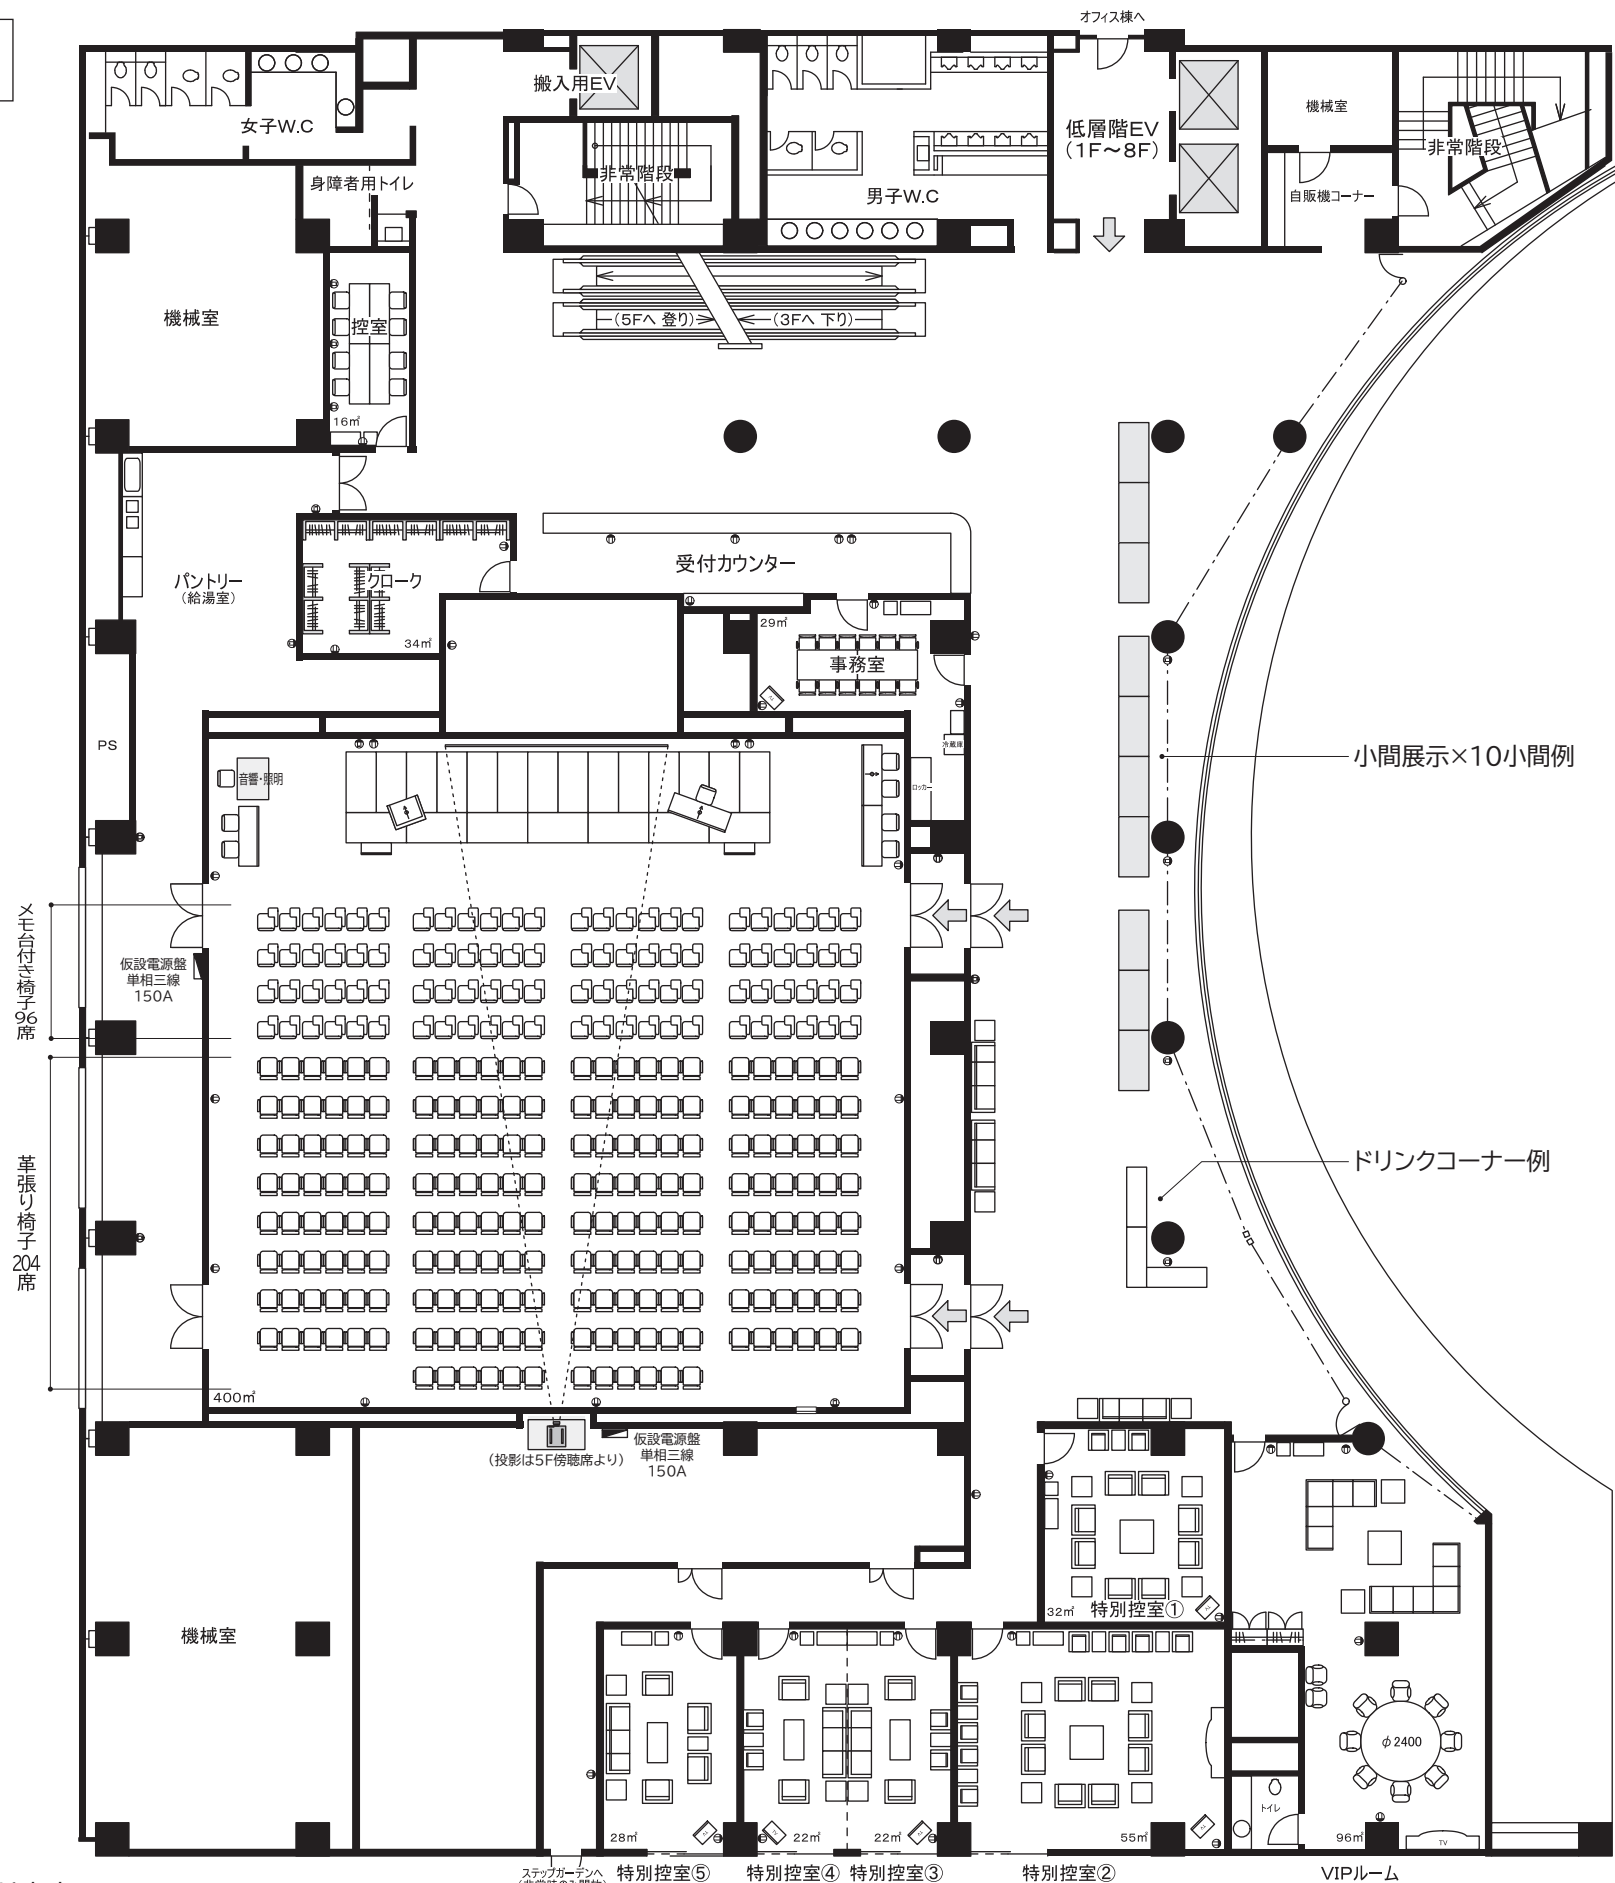 オフィス棟へ
搬入用EV
女子W.C
低層階EV
(1F～8F)
機械室
非常階段
身障者用トイレ
非常階段
男子W.C
自販機コーナー
機械室
控室
(5Fへ 登り)
(3Fへ 下り)
16㎡
受付カウンター
パントリー
(給湯室)
クローク
34㎡
29㎡
事務室
PS
冷蔵庫
音響・照明
ロッカー
小間展示×10小間例
メモ台付き椅子96席
仮設電源盤
単相三線
150A
革張り椅子 204席
ドリンクコーナー例
400㎡
(投影は5F傍聴席より)
仮設電源盤
単相三線
150A
32㎡
特別控室①
機械室
φ2400
トイレ
28㎡
22㎡
22㎡
55㎡
96㎡
TV
ステップガーデンへ
(非常時のみ開放)
特別控室⑤
特別控室④
特別控室③
特別控室②
VIPルーム